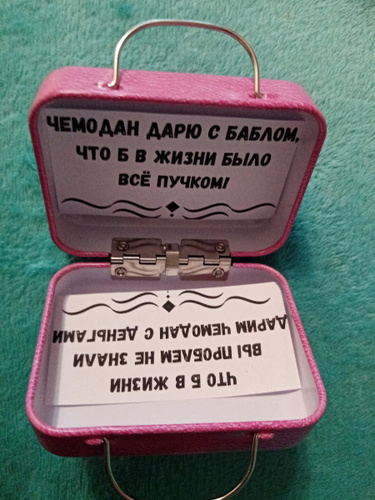 ЧЕМОДАН ДАРЮ С БАБЛОМ,
ЧТО Б В ЖИЗНИ БЫЛО
ВСЁ ПУЧКОМ!
ЧТО Б В ЖИЗНИ
ВЫ ПРОБЛЕМ НЕ ЗНАЛИ
ДАРИМ ЧЕМОДАН С ДЕНЬГАМИ